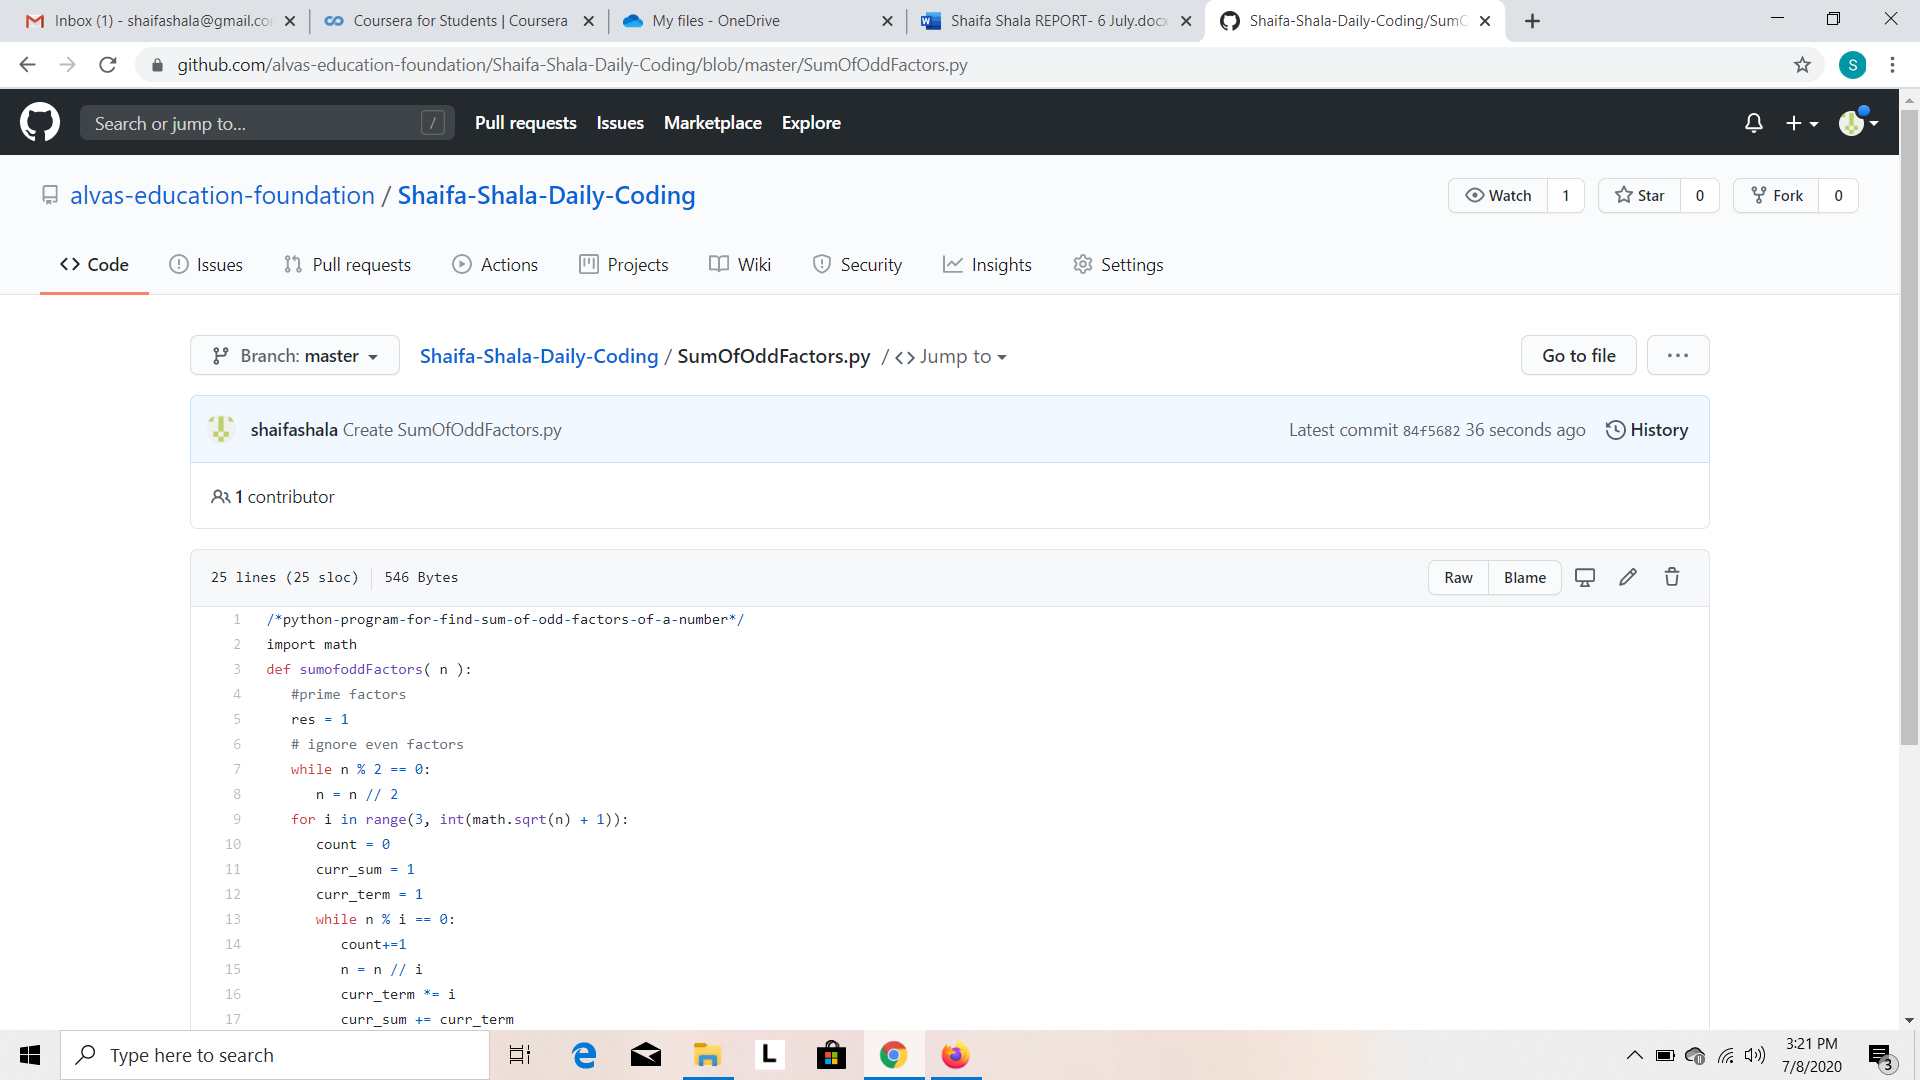 Inbox (1) - shaifashala@gmail.co
Coursera for Students | Coursera
My files - OneDrive
Shaifa Shala REPORT- 6 July.docx
Shaifa-Shala-Daily-Coding/SumO
github.com/alvas-education-foundation/Shaifa-Shala-Daily-Coding/blob/master/SumOfOddFactors.py
S
Search or jump to...
/
Pull requests
Issues
Marketplace
Explore
alvas-education-foundation / Shaifa-Shala-Daily-Coding
Watch 1
Star 0
Fork 0
Code
Issues
Pull requests
Actions
Projects
Wiki
Security
Insights
Settings
Branch: master
Shaifa-Shala-Daily-Coding / SumOfOddFactors.py / <> Jump to
Go to file
...
shaifashala Create SumOfOddFactors.py
Latest commit 84f5682 36 seconds ago
History
1 contributor
25 lines (25 sloc) 546 Bytes
Raw
Blame
1 /*python-program-for-find-sum-of-odd-factors-of-a-number*/
2 import math
3 def sumofoddFactors( n ):
4 #prime factors
5 res = 1
6 # ignore even factors
7 while n % 2 == 0:
8 n = n // 2
9 for i in range(3, int(math.sqrt(n) + 1)):
10 count = 0
11 curr_sum = 1
12 curr_term = 1
13 while n % i == 0:
14 count+=1
15 n = n // i
16 curr_term *= i
17 curr_sum += curr_term
Type here to search
L
3:21 PM
7/8/2020
3